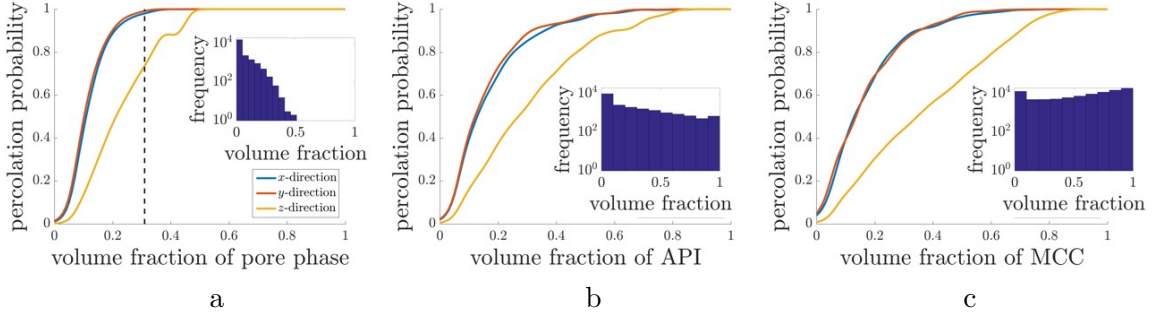 percolation probability
1
0.8
0.6
0.4
0.2
0
0 0.2 0.4 0.6 0.8 1
volume fraction of pore phase
frequency
10^4
10^2
10^0
0 0.5 1
volume fraction
x-direction
y-direction
z-direction
a
percolation probability
1
0.8
0.6
0.4
0.2
0
0 0.2 0.4 0.6 0.8 1
volume fraction of API
frequency
10^4
10^2
10^0
0 0.5 1
volume fraction
b
percolation probability
1
0.8
0.6
0.4
0.2
0
0 0.2 0.4 0.6 0.8 1
volume fraction of MCC
frequency
10^4
10^2
10^0
0 0.5 1
volume fraction
c